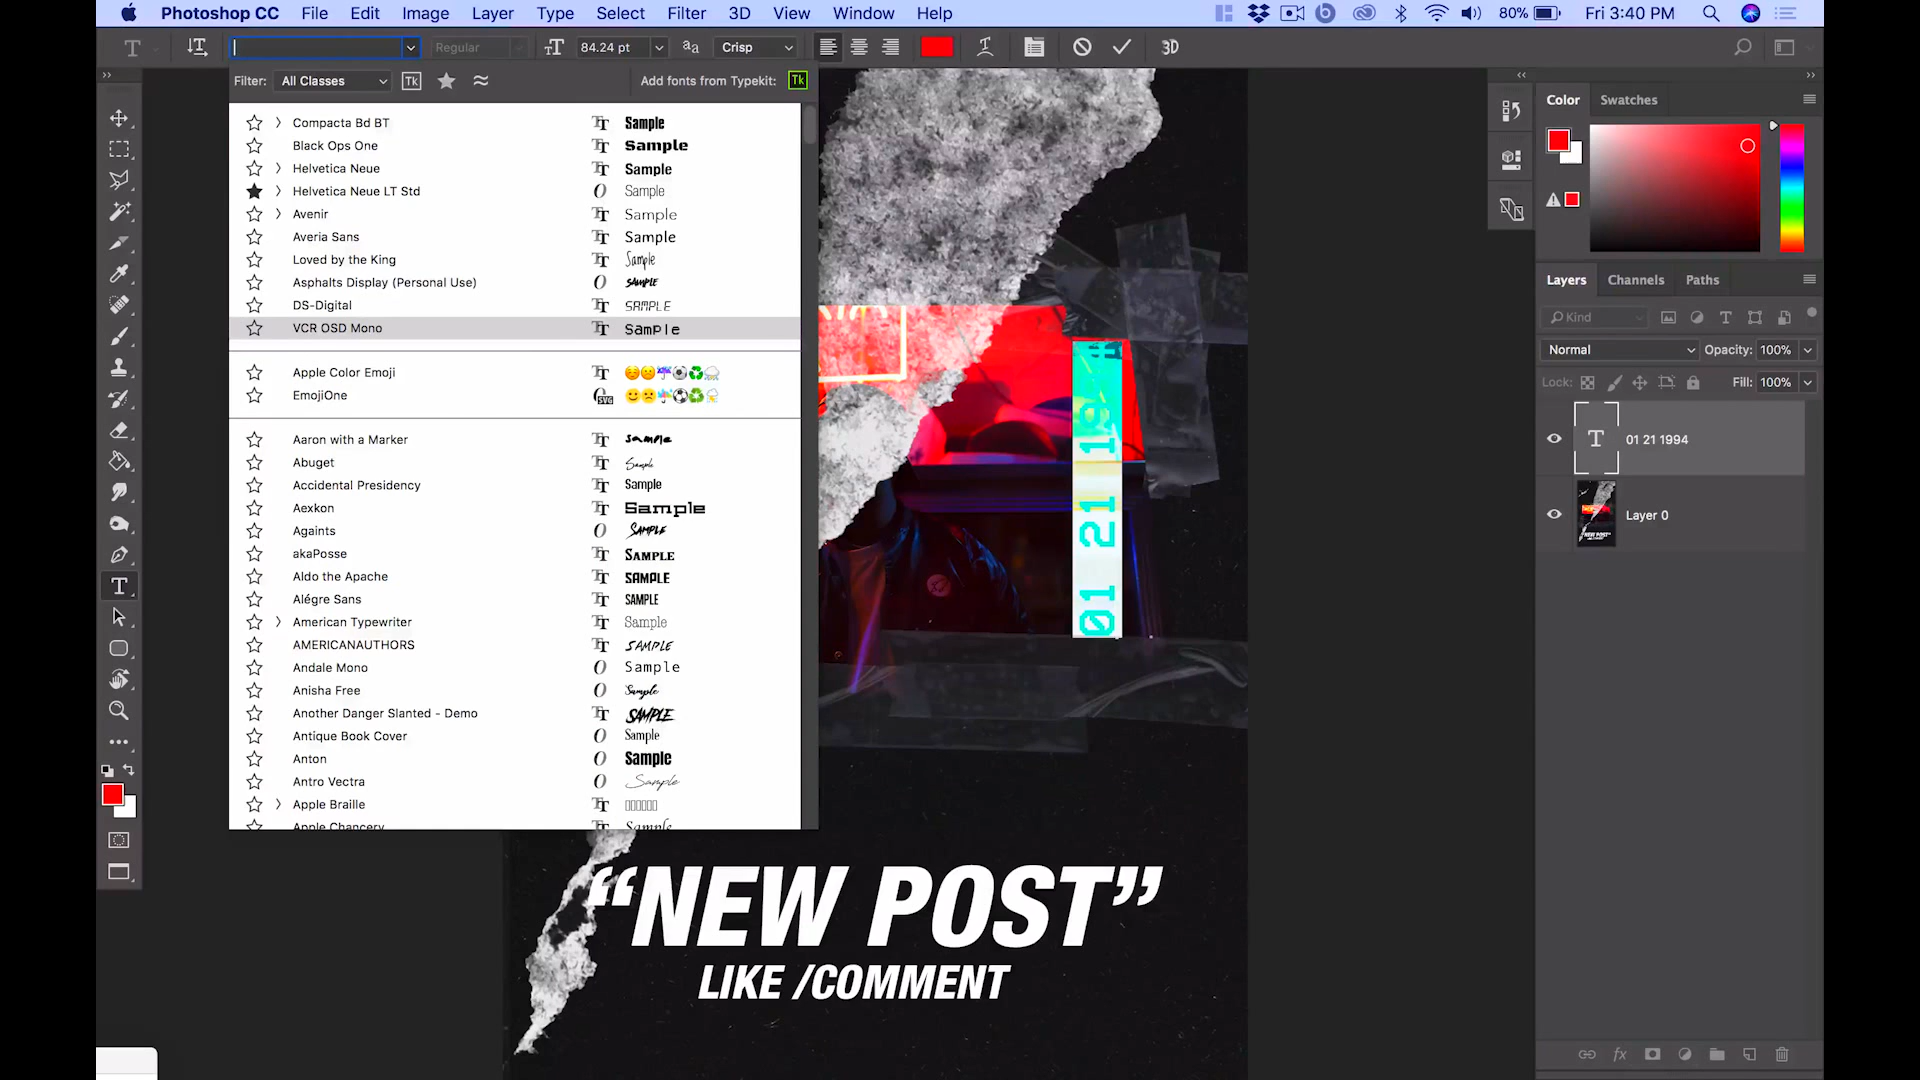 Photoshop CC File Edit Image Layer Type Select Filter 3D View Window Help 80% Fri 3:40 PM
Regular 84.24 pt Crisp 3D
Filter: All Classes Tk Add fonts from Typekit: Tk
Compacta Bd BT Sample
Black Ops One Sample
Helvetica Neue Sample
Helvetica Neue LT Std Sample
Avenir Sample
Averia Sans Sample
Loved by the King Sample
Asphalts Display (Personal Use) SAMPLE
DS-Digital SAMPLE
VCR OSD Mono Sample
Apple Color Emoji
EmojiOne
Aaron with a Marker Sample
Abuget Sample
Accidental Presidency Sample
Aexkon Sample
Againts SAMPLE
akaPosse SAMPLE
Aldo the Apache SAMPLE
Alégre Sans SAMPLE
American Typewriter Sample
AMERICANAUTHORS SAMPLE
Andale Mono Sample
Anisha Free Sample
Another Danger Slanted - Demo SAMPLE
Antique Book Cover Sample
Anton Sample
Antro Vectra Sample
Apple Braille
Apple Chancery Sample
01 21 19
“NEW POST”
LIKE /COMMENT
Color Swatches
Layers Channels Paths
Kind
Normal Opacity: 100%
Lock: Fill: 100%
01 21 1994
Layer 0
fx